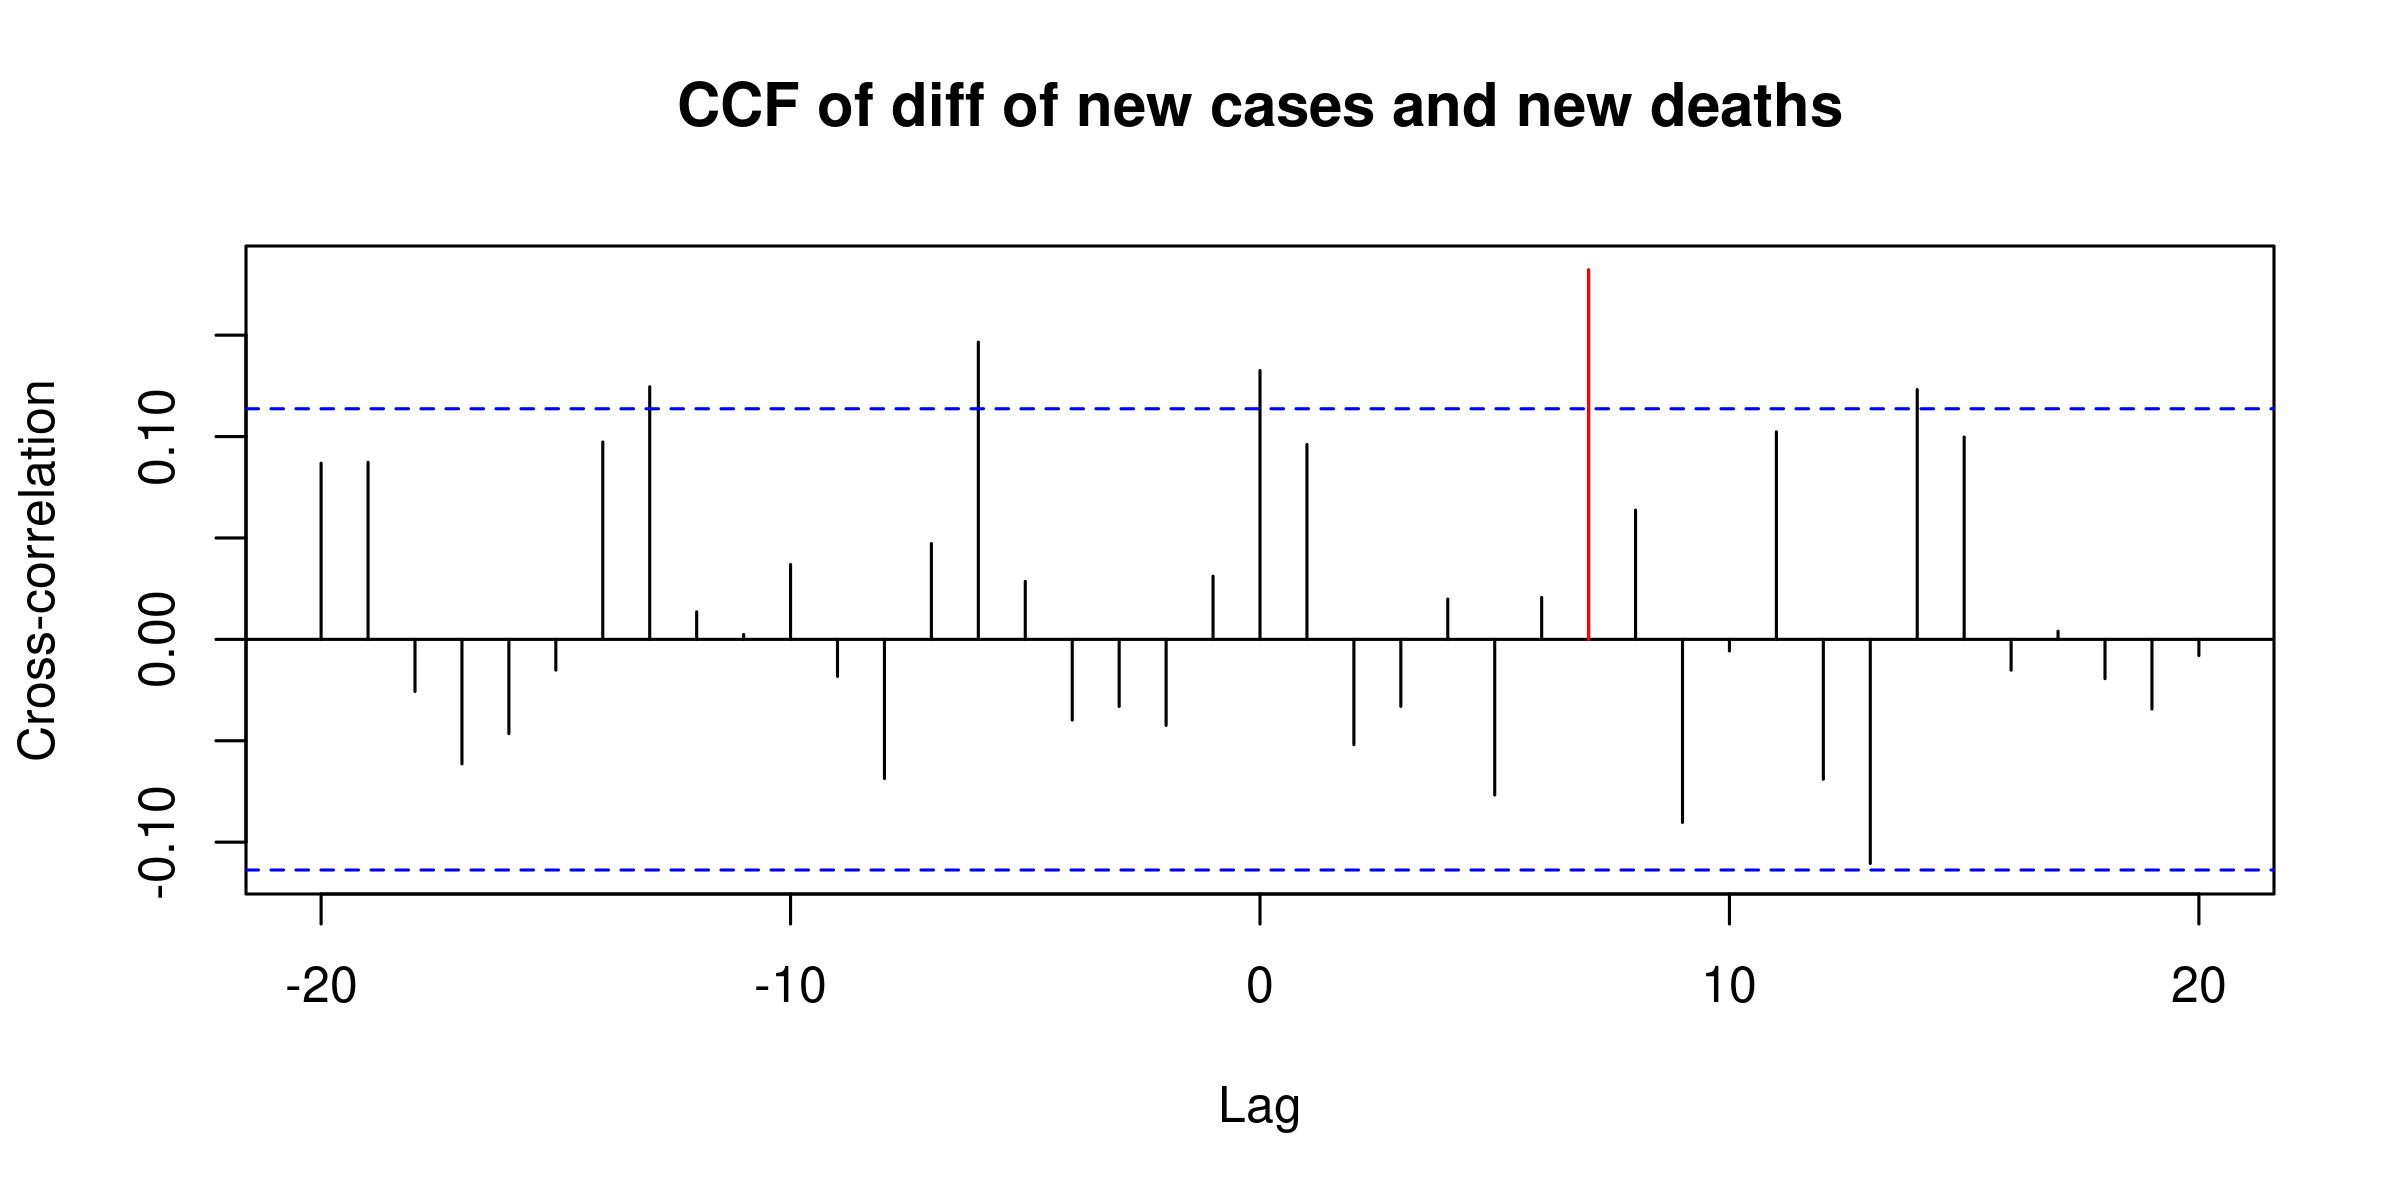 CCF of diff of new cases and new deaths
Cross-correlation
0.10
0.00
-0.10
-20 -10 0 10 20
Lag